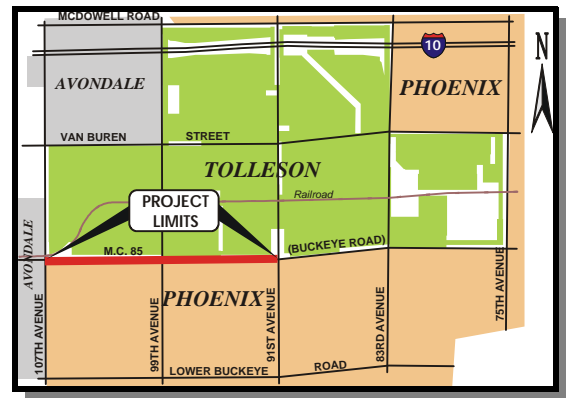 MCDOWELL ROAD
10
N
AVONDALE
PHOENIX
VAN BUREN STREET
TOLLESON
Railroad
PROJECT
LIMITS
AVONDALE
M.C. 85
(BUCKEYE ROAD)
PHOENIX
107TH AVENUE
99TH AVENUE
91ST AVENUE
83RD AVENUE
75TH AVENUE
LOWER BUCKEYE ROAD